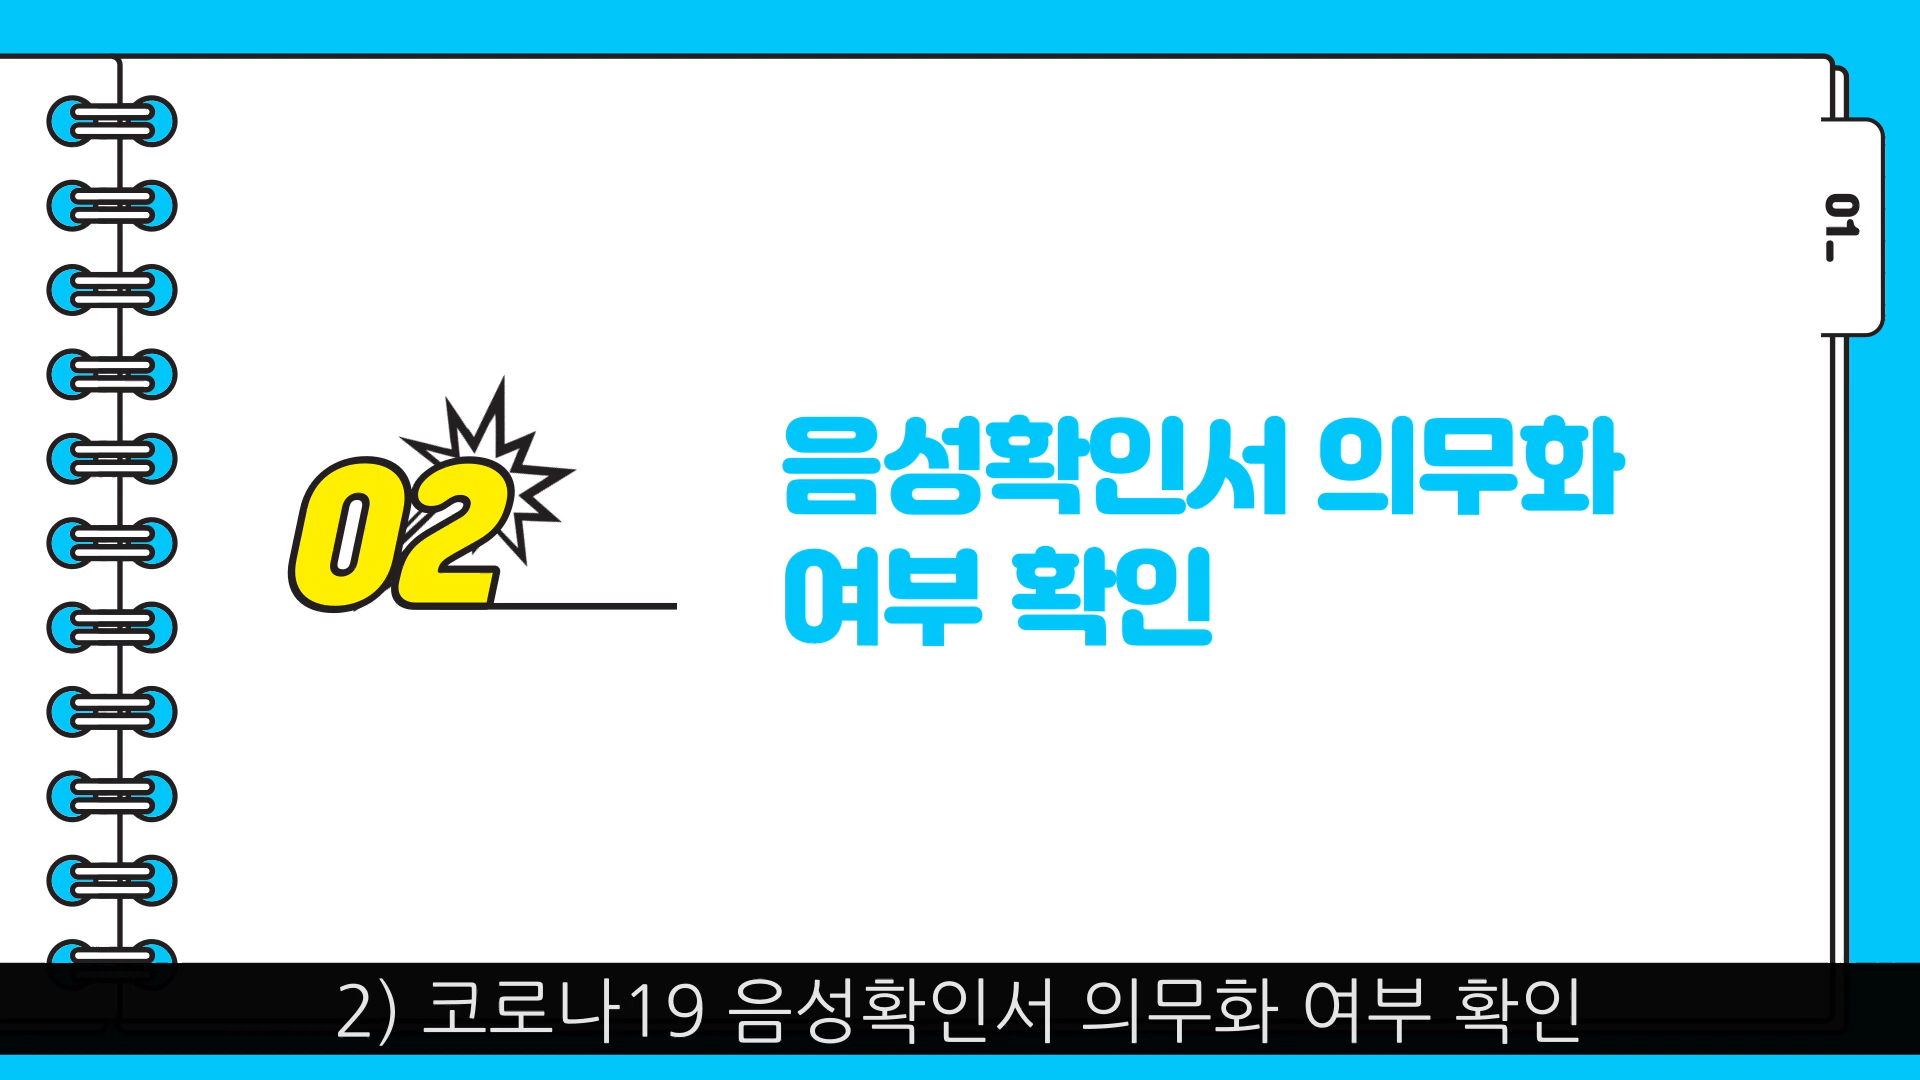 01_
02
음성확인서 의무화
여부 확인
2) 코로나19 음성확인서 의무화 여부 확인